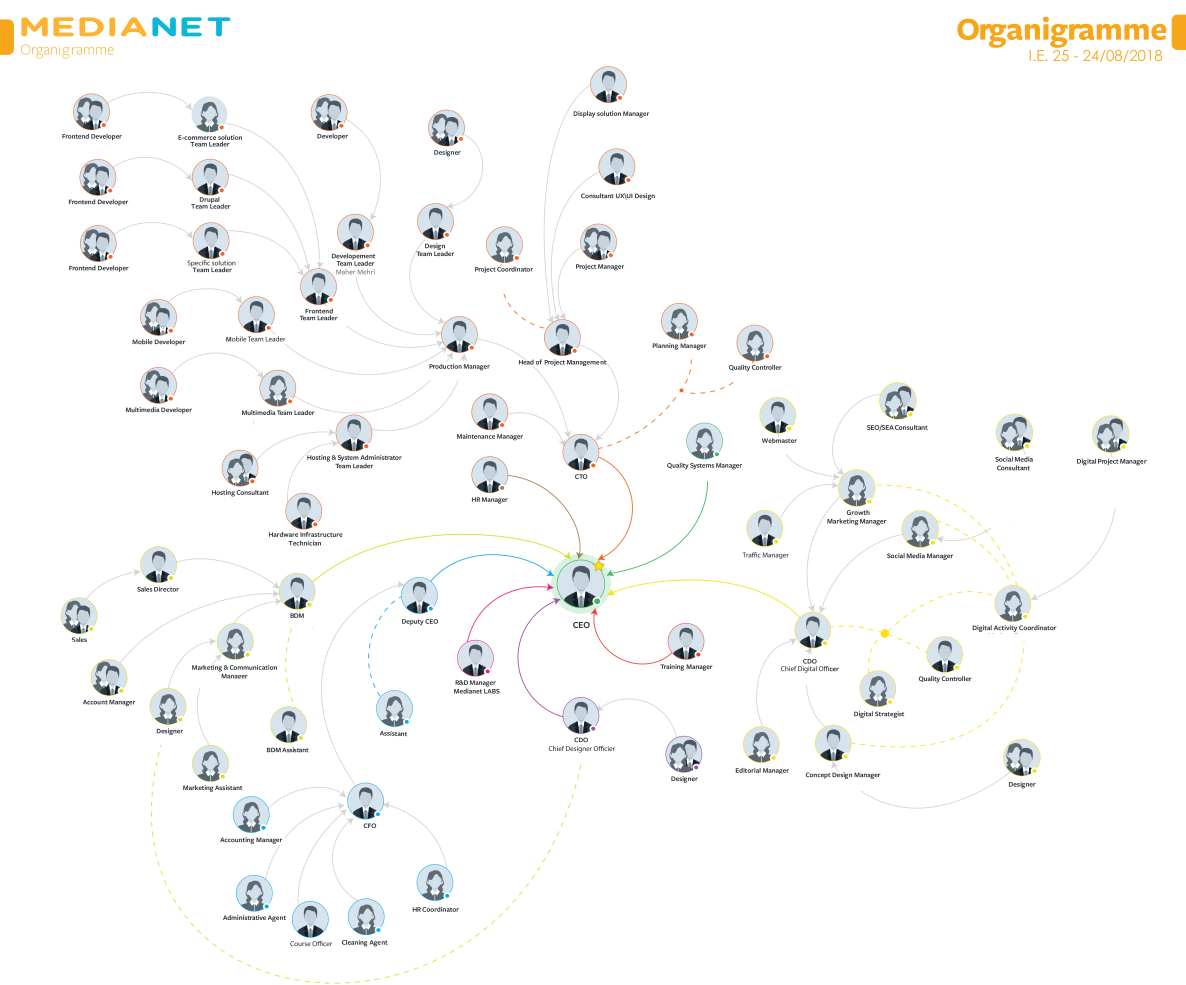 MEDIANET
Organigramme
Organigramme
I.E. 25 - 24/08/2018
Frontend Developer
E-commerce solution
Team Leader
Developer
Designer
Display solution Manager
Frontend Developer
Drupal
Team Leader
Consultant UX\UI Design
Frontend Developer
Specific solution
Team Leader
Developement
Team Leader
Maher Mehri
Design
Team Leader
Project Coordinator
Project Manager
Frontend
Team Leader
Mobile Developer
Mobile Team Leader
Production Manager
Head of Project Management
Planning Manager
Quality Controller
Multimedia Developer
Multimedia Team Leader
Maintenance Manager
Hosting & System Administrator
Team Leader
CTO
Quality Systems Manager
Webmaster
SEO/SEA Consultant
Social Media
Consultant
Digital Project Manager
Hosting Consultant
HR Manager
Hardware Infrastructure
Technicien
Growth
Marketing Manager
Traffic Manager
Social Media Manager
Sales Director
BDM
Deputy CEO
CEO
Digital Activity Coordinator
Sales
Marketing & Communication
Manager
Account Manager
R&D Manager
Medianet LABS
Training Manager
CDO
Chief Digital Officer
Quality Controller
Designer
BDM Assistant
Assistant
CDO
Chief Designer Officier
Digital Strategist
Marketing Assistant
Designer
Editorial Manager
Concept Design Manager
Designer
Accounting Manager
CFO
Administrative Agent
Course Officer
Cleaning Agent
HR Coordinator